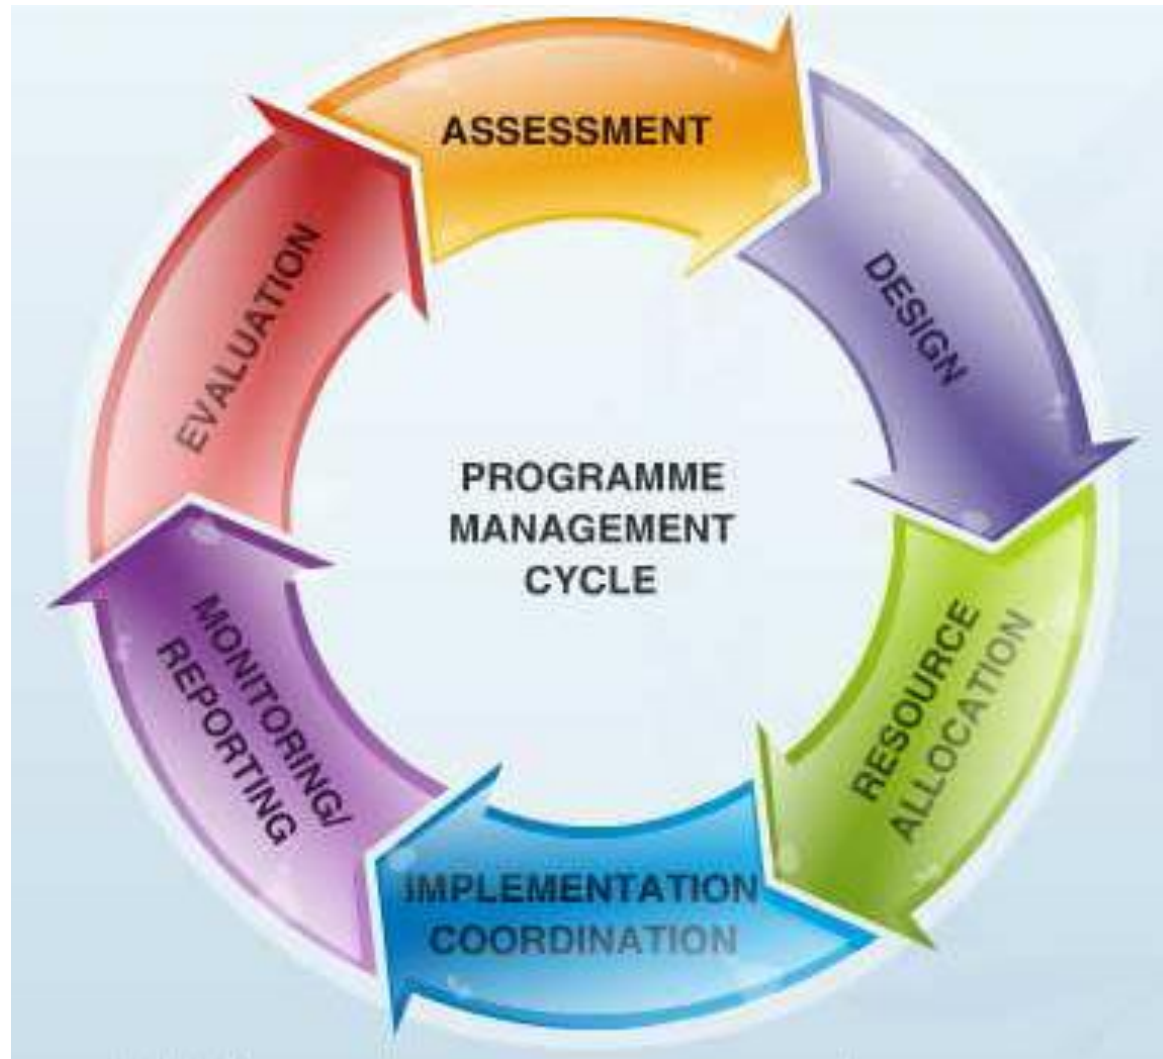 ASSESSMENT
DESIGN
RESOURCE
ALLOCATION
IMPLEMENTATION
COORDINATION
MONITORING/
REPORTING
EVALUATION
PROGRAMME
MANAGEMENT
CYCLE